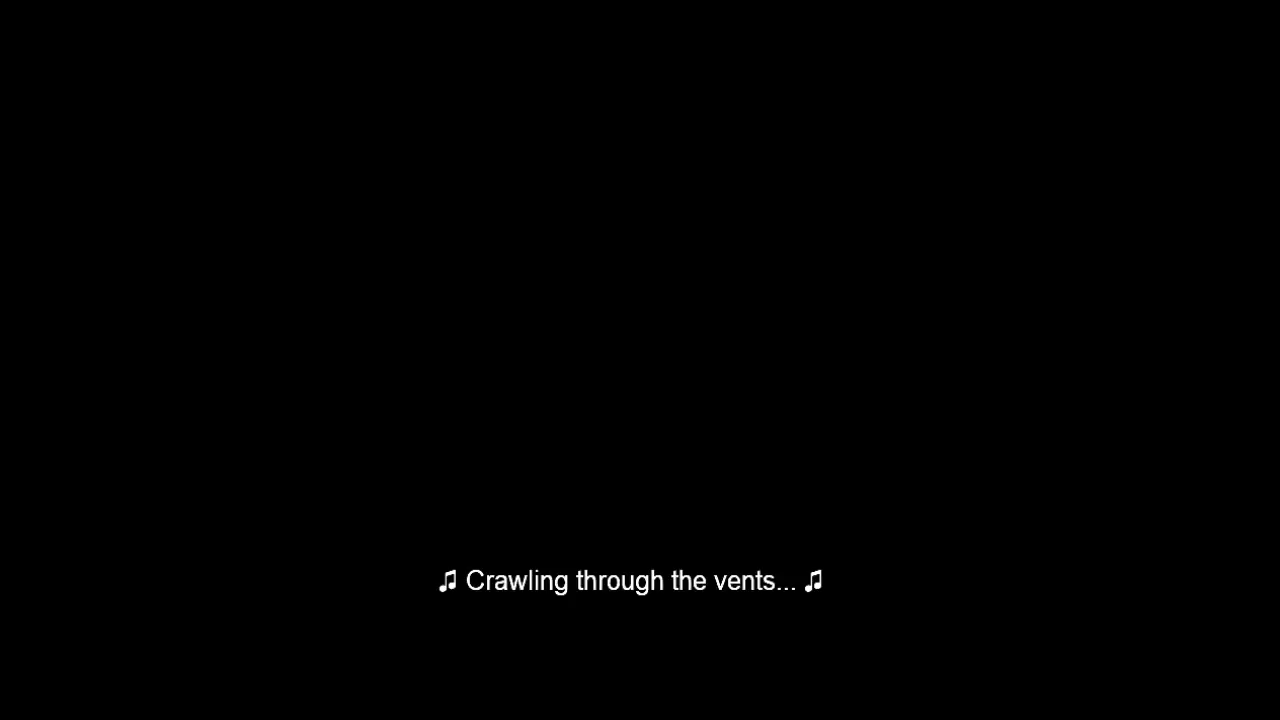 ♫ Crawling through the vents... ♫